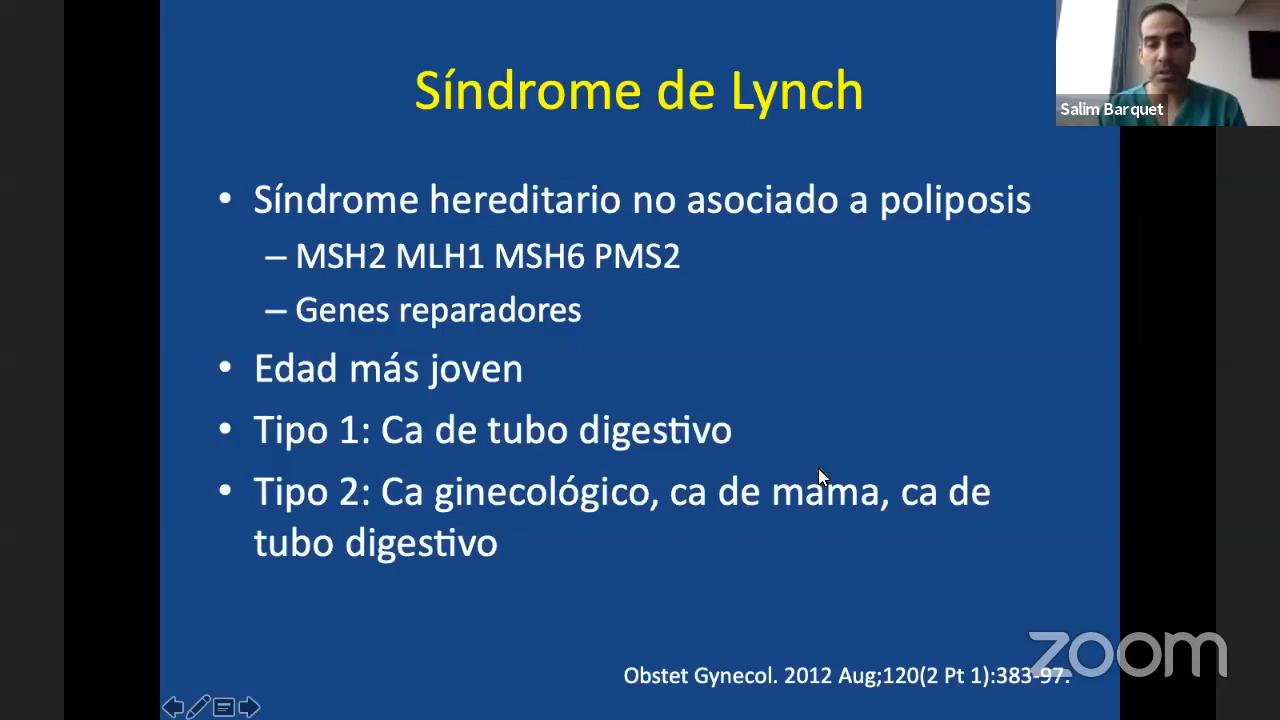 Síndrome de Lynch
Salim Barquet
• Síndrome hereditario no asociado a poliposis
– MSH2 MLH1 MSH6 PMS2
– Genes reparadores
• Edad más joven
• Tipo 1: Ca de tubo digestivo
• Tipo 2: Ca ginecológico, ca de mama, ca de
tubo digestivo
zoom
Obstet Gynecol. 2012 Aug;120(2 Pt 1):383-97.